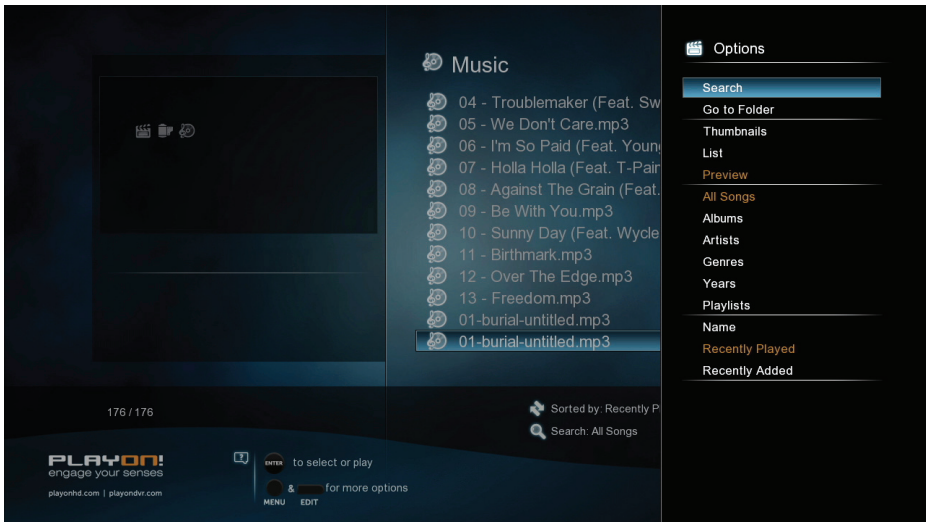 Music
04 - Troublemaker (Feat. Sw
05 - We Don't Care.mp3
06 - I'm So Paid (Feat. Young
07 - Holla Holla (Feat. T-Pain
08 - Against The Grain (Feat.
09 - Be With You.mp3
10 - Sunny Day (Feat. Wycle
11 - Birthmark.mp3
12 - Over The Edge.mp3
13 - Freedom.mp3
01-burial-untitled.mp3
01-burial-untitled.mp3
Options
Search
Go to Folder
Thumbnails
List
Preview
All Songs
Albums
Artists
Genres
Years
Playlists
Name
Recently Played
Recently Added
176 / 176
Sorted by: Recently P
Search: All Songs
PLAYON!
engage your senses
playonhd.com | playondvr.com
?
ENTER to select or play
& for more options
MENU EDIT